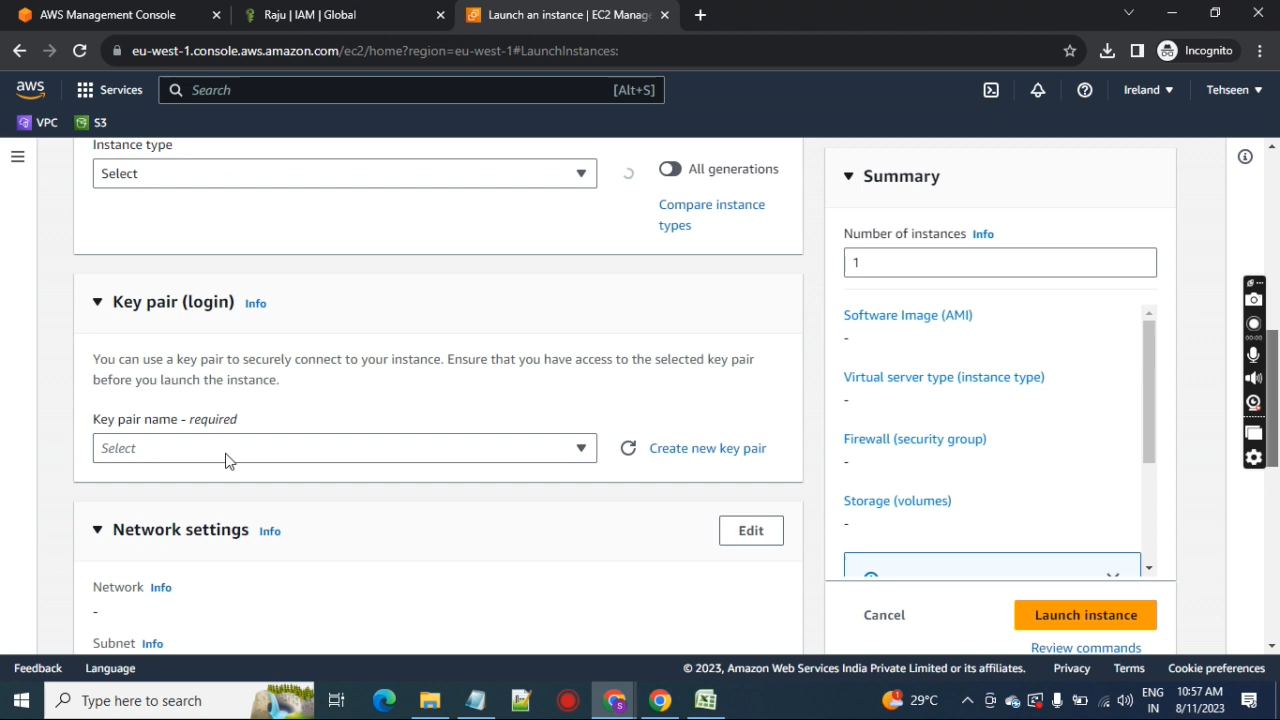 AWS Management Console
Raju | IAM | Global
Launch an instance | EC2 Manag
eu-west-1.console.aws.amazon.com/ec2/home?region=eu-west-1#LaunchInstances:
Incognito
aws
Services
Search
[Alt+S]
Ireland
Tehseen
VPC
S3
Instance type
Select
All generations
Compare instance
types
Key pair (login) Info
You can use a key pair to securely connect to your instance. Ensure that you have access to the selected key pair
before you launch the instance.
Key pair name - required
Select
Create new key pair
Network settings Info
Edit
Network Info
-
Subnet Info
Summary
Number of instances Info
1
Software Image (AMI)
-
Virtual server type (instance type)
-
Firewall (security group)
-
Storage (volumes)
-
Cancel
Launch instance
Review commands
00:00
Feedback
Language
© 2023, Amazon Web Services India Private Limited or its affiliates.
Privacy
Terms
Cookie preferences
Type here to search
29°C
ENG
IN
10:57 AM
8/11/2023